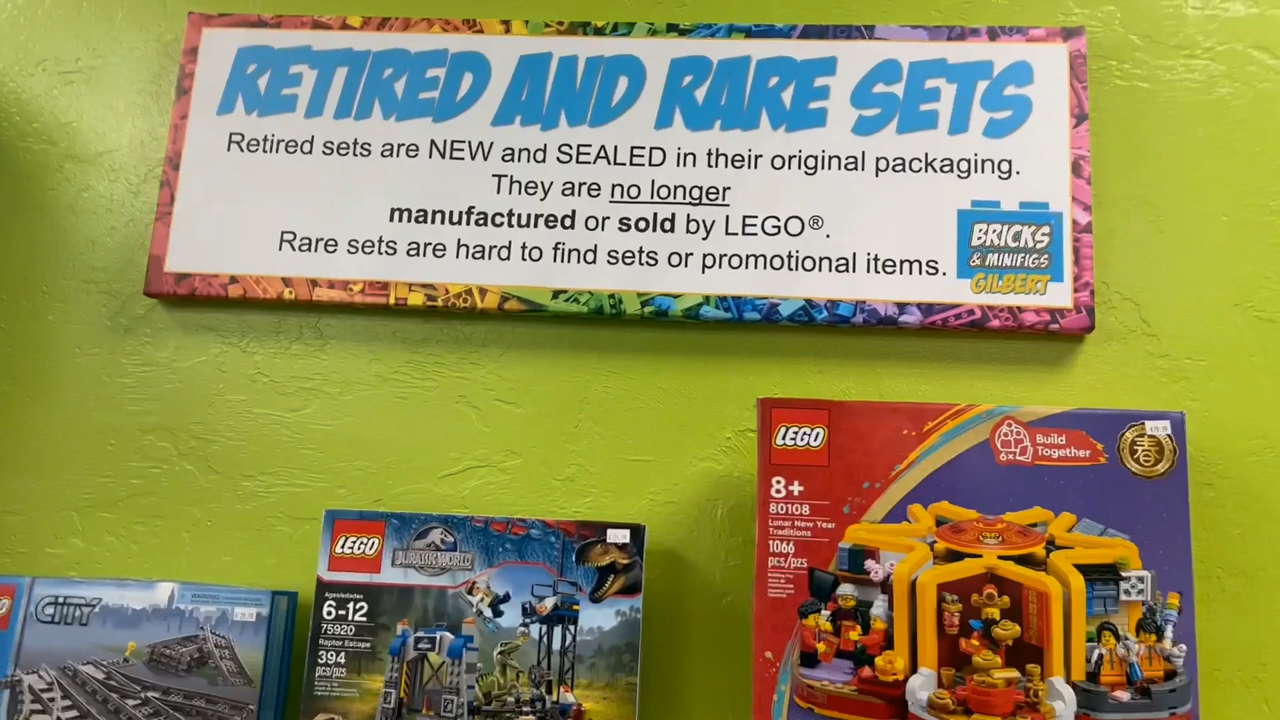 RETIRED AND RARE SETS
Retired sets are NEW and SEALED in their original packaging.
They are no longer
manufactured or sold by LEGO®.
Rare sets are hard to find sets or promotional items.
BRICKS
& MINIFIGS
GILBERT
LEGO
Build
Together
6x
春
8+
80108
Lunar New Year
Traditions
1066
pcs/pzs
LEGO
JURASSIC WORLD
Ages/edades
6-12
75920
Raptor Escape
394
pcs/pzs
CITY
WARNING